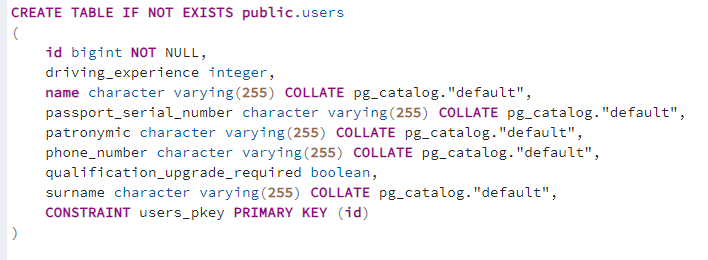 CREATE TABLE IF NOT EXISTS public.users
(
    id bigint NOT NULL,
    driving_experience integer,
    name character varying(255) COLLATE pg_catalog."default",
    passport_serial_number character varying(255) COLLATE pg_catalog."default",
    patronymic character varying(255) COLLATE pg_catalog."default",
    phone_number character varying(255) COLLATE pg_catalog."default",
    qualification_upgrade_required boolean,
    surname character varying(255) COLLATE pg_catalog."default",
    CONSTRAINT users_pkey PRIMARY KEY (id)
)